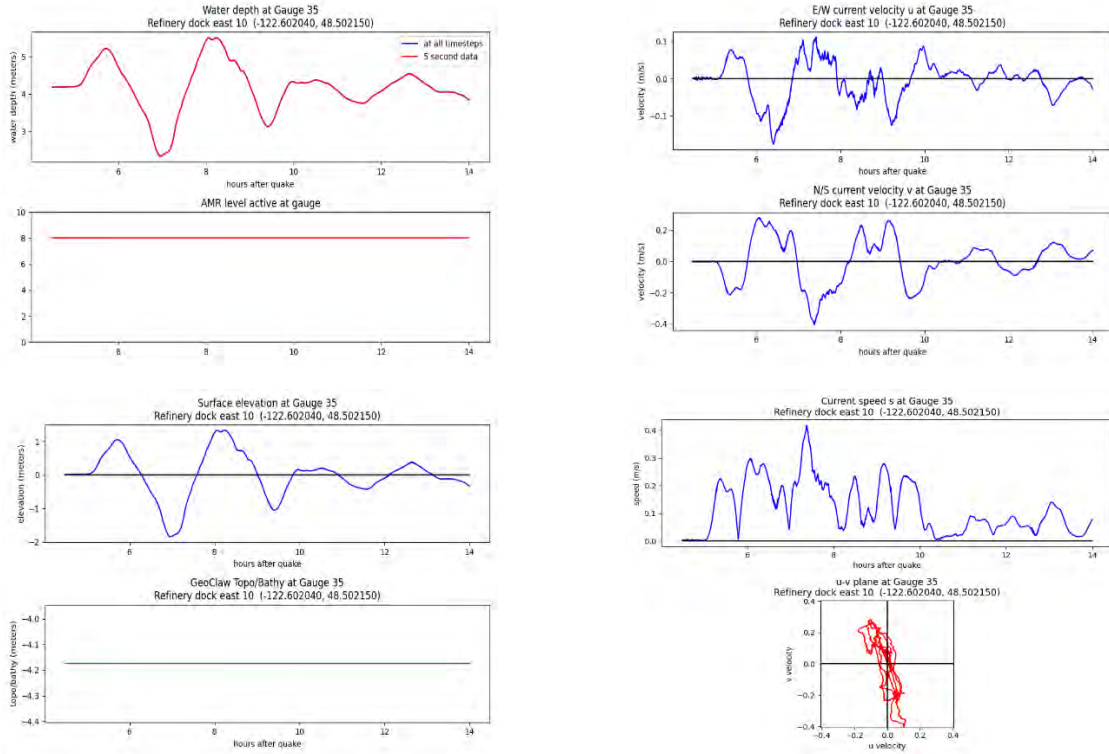 Water depth at Gauge 35
Refinery dock east 10 (-122.602040, 48.502150)
at all timesteps
5 second data
water depth (meters)
5
4
3
6 8 10 12 14
hours after quake
AMR level active at gauge
10
8
6
4
2
0
6 8 10 12 14
hours after quake
Surface elevation at Gauge 35
Refinery dock east 10 (-122.602040, 48.502150)
elevation (meters)
1
0
−1
−2
6 8 10 12 14
hours after quake
GeoClaw Topo/Bathy at Gauge 35
Refinery dock east 10 (-122.602040, 48.502150)
topo/bathy (meters)
−4.0
−4.1
−4.2
−4.3
−4.4
6 8 10 12 14
hours after quake
E/W current velocity u at Gauge 35
Refinery dock east 10 (-122.602040, 48.502150)
velocity (m/s)
0.1
0.0
−0.1
6 8 10 12 14
hours after quake
N/S current velocity v at Gauge 35
Refinery dock east 10 (-122.602040, 48.502150)
velocity (m/s)
0.2
0.0
−0.2
−0.4
6 8 10 12 14
hours after quake
Current speed s at Gauge 35
Refinery dock east 10 (-122.602040, 48.502150)
speed (m/s)
0.4
0.3
0.2
0.1
0.0
6 8 10 12 14
hours after quake
u-v plane at Gauge 35
Refinery dock east 10 (-122.602040, 48.502150)
v velocity
0.4
0.2
0.0
−0.2
−0.4
−0.4 −0.2 0.0 0.2 0.4
u velocity